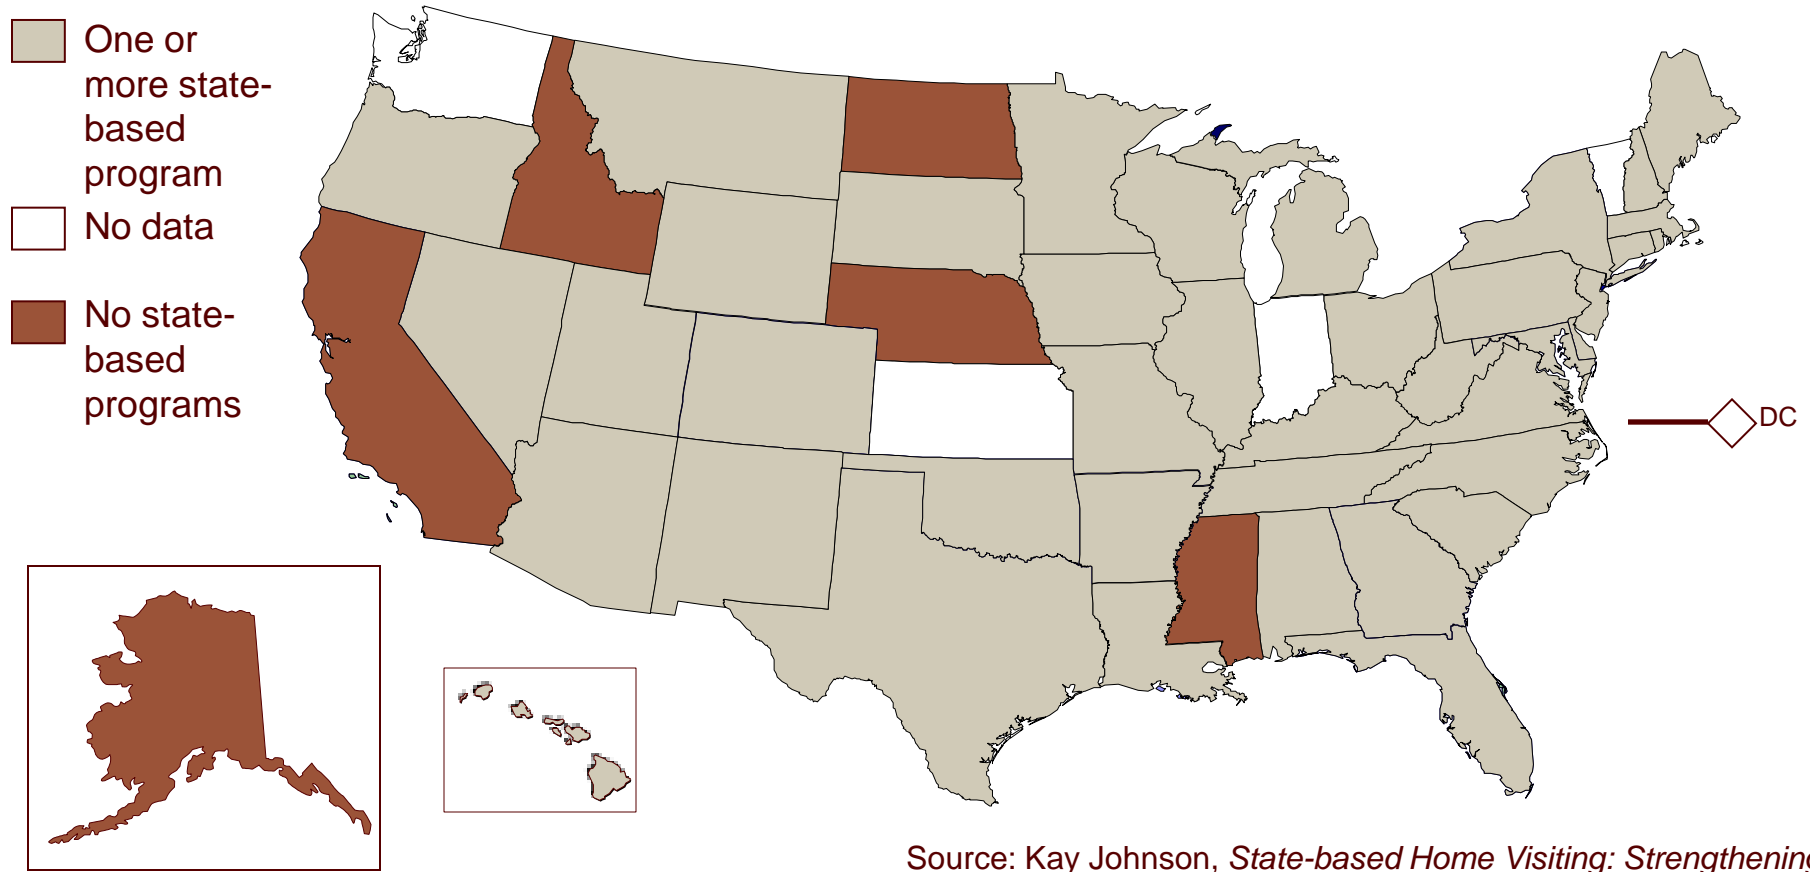 One or
more state-
based
program
No data
No state-
based
programs
DC
Source: Kay Johnson, State-based Home Visiting: Strengthening